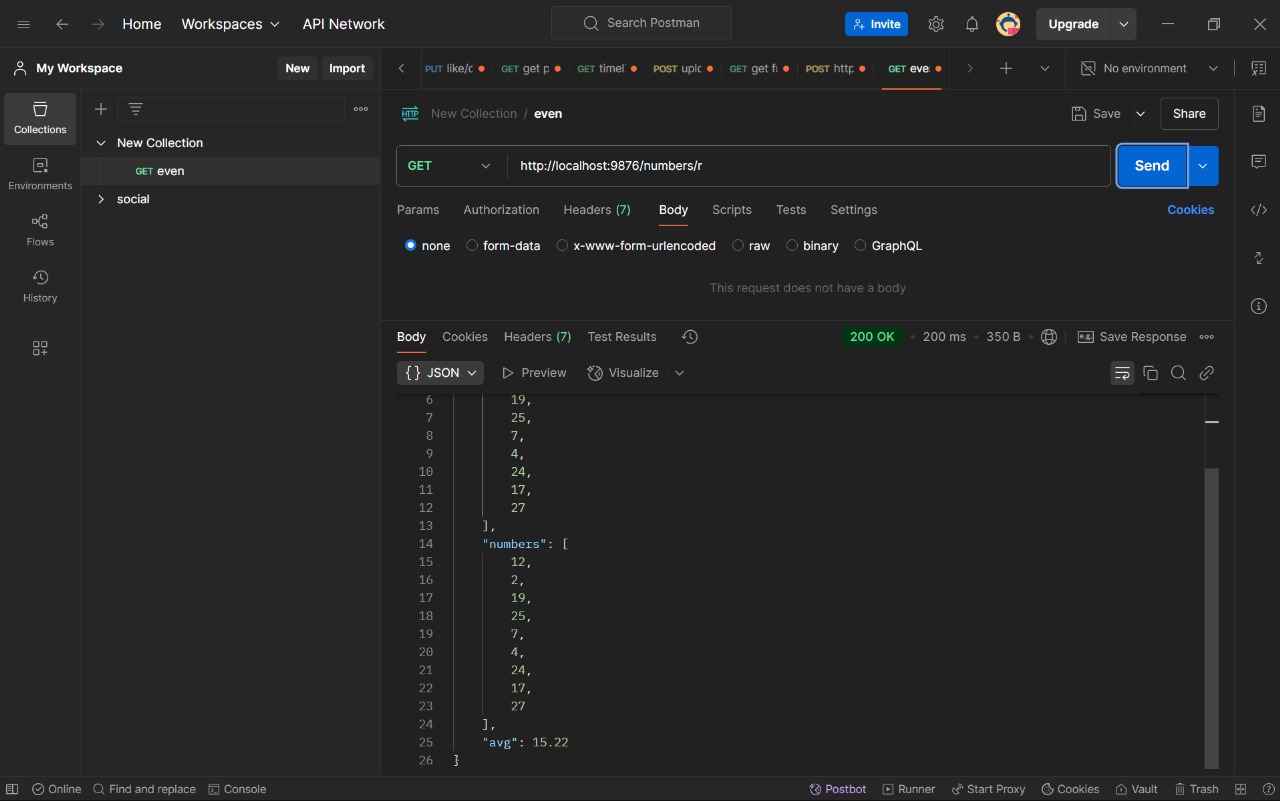 Home Workspaces API Network Search Postman Invite Upgrade
My Workspace New Import PUT like/c GET get p GET timel POST uplc GET get f POST http GET eve No environment
Collections
Environments
Flows
History
New Collection
GET even
social
HTTP New Collection / even Save Share
GET http://localhost:9876/numbers/r Send
Params Authorization Headers (7) Body Scripts Tests Settings Cookies
none form-data x-www-form-urlencoded raw binary GraphQL
This request does not have a body
Body Cookies Headers (7) Test Results 200 OK 200 ms 350 B e.g. Save Response
{} JSON Preview Visualize
6 19,
7 25,
8 7,
9 4,
10 24,
11 17,
12 27
13 ],
14 "numbers": [
15 12,
16 2,
17 19,
18 25,
19 7,
20 4,
21 24,
22 17,
23 27
24 ],
25 "avg": 15.22
26 }
Online Find and replace Console Postbot Runner Start Proxy Cookies Vault Trash